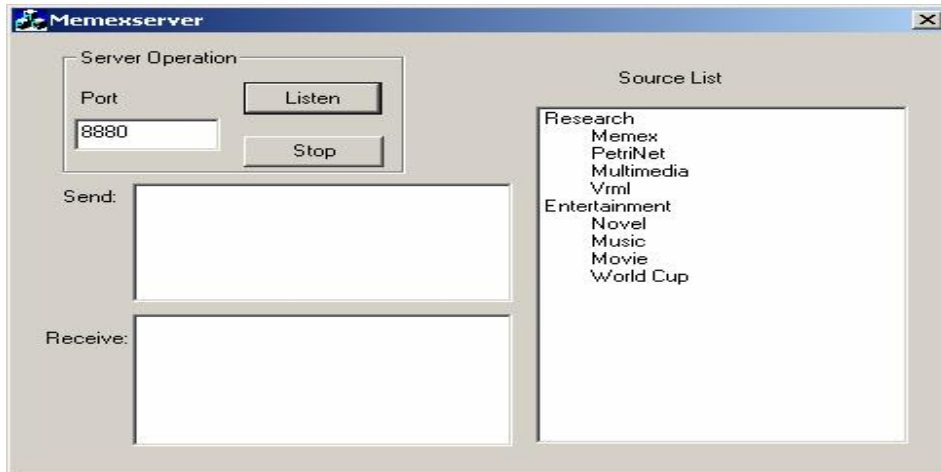 Memexserver
Server Operation
Port
Listen
8880
Stop
Send:
Receive:
Source List
Research
Memex
PetriNet
Multimedia
Vrml
Entertainment
Novel
Music
Movie
World Cup